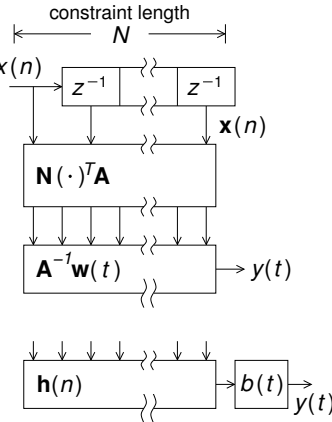 constraint length
N
x(n)
z⁻¹ z⁻¹
x(n)
N(·)ᵀA
A⁻¹w(t)
y(t)
h(n)
b(t)
y(t)